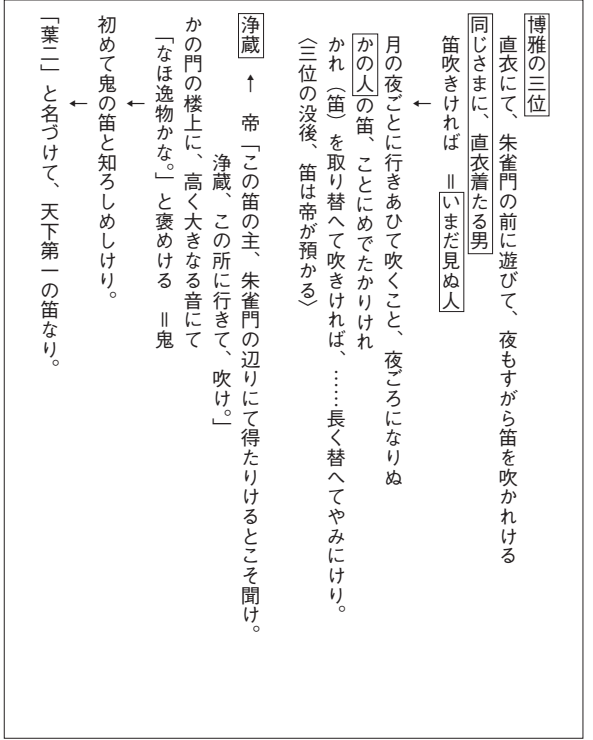 博雅の三位
直衣にて、朱雀門の前に遊びて、夜もすがら笛を吹かれける
同じさまに、直衣着たる男
笛吹きければ ＝いまだ見ぬ人
↓
月の夜ごとに行きあひて吹くこと、夜ごろになりぬ
かの人の笛、ことにめでたかりけれ
かれ（笛）を取り替へて吹きければ、……長く替へてやみにけり。
〈三位の没後、笛は帝が預かる〉
浄蔵 ↑ 帝「この笛の主、朱雀門の辺りにて得たりけるとこそ聞け。
浄蔵、この所に行きて、吹け。」
かの門の楼上に、高く大きなる音にて
「なほ逸物かな。」と褒めける ＝鬼
↓
初めて鬼の笛と知ろしめしけり。
↓
「葉二」と名づけて、天下第一の笛なり。